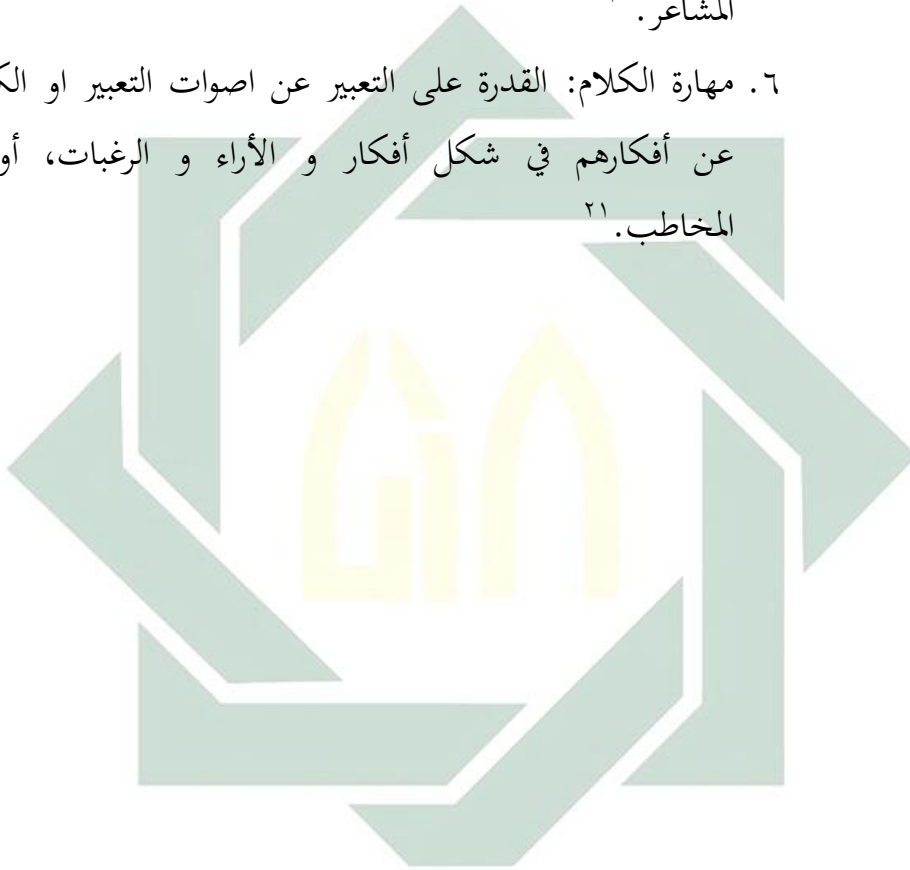 المشاعر.
٦. مهارة الكلام: القدرة على التعبير عن اصوات التعبير او
عن أفكارهم في شكل أفكار و الأراء و الرغبات، أو
المخاطب.٢١